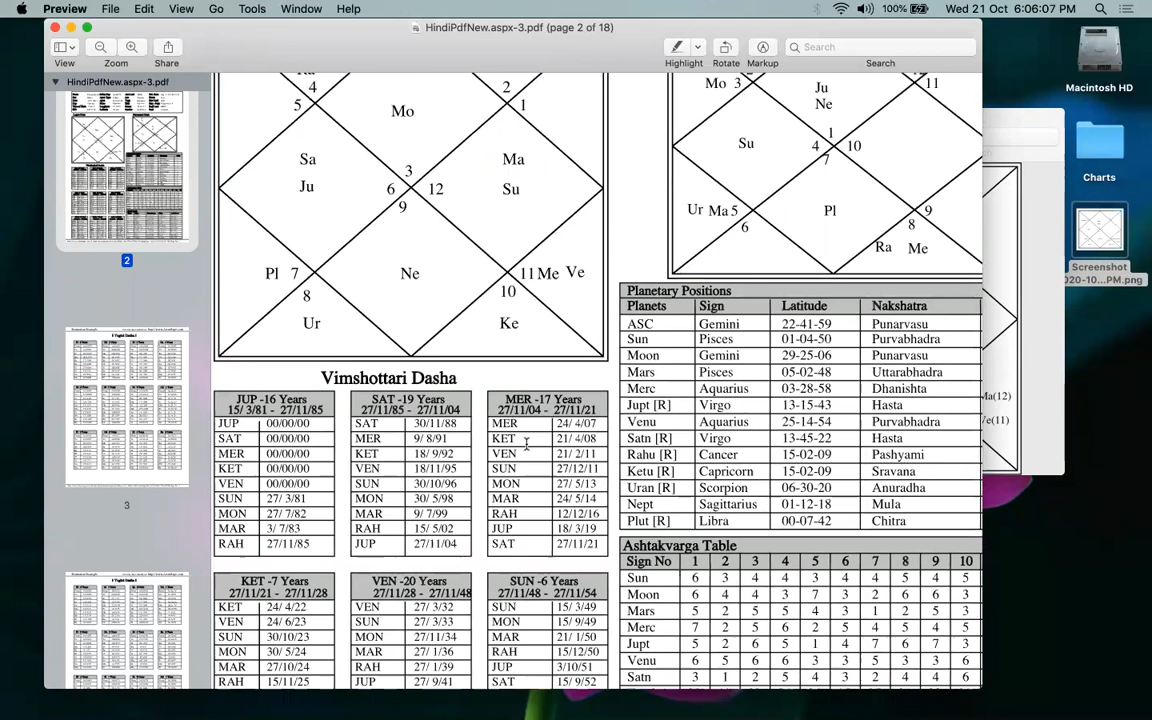 Preview File Edit View Go Tools Window Help 100% Wed 21 Oct 6:06:07 PM
HindiPdfNew.aspx-3.pdf (page 2 of 18)
View Zoom Share Highlight Rotate Markup Search
Search
HindiPdfNew.aspx-3.pdf
2
3
Macintosh HD
Charts
Screenshot
020-10...PM.png
Ma(12)
Ve(11)
4 2
5 1
Mo
Sa Ma
Ju 3 Su
6 12
9
Pl 7 Ne 11 Me Ve
8 10
Ur Ke
Mo 3 Ju 11
Ne
Su 1
4 10
7
Ur Ma 5 Pl 9
6 8
Ra Me
Vimshottari Dasha
JUP -16 Years
15/ 3/81 - 27/11/85
JUP 00/00/00
SAT 00/00/00
MER 00/00/00
KET 00/00/00
VEN 00/00/00
SUN 27/ 3/81
MON 27/ 7/82
MAR 3/ 7/83
RAH 27/11/85
SAT -19 Years
27/11/85 - 27/11/04
SAT 30/11/88
MER 9/ 8/91
KET 18/ 9/92
VEN 18/11/95
SUN 30/10/96
MON 30/ 5/98
MAR 9/ 7/99
RAH 15/ 5/02
JUP 27/11/04
MER -17 Years
27/11/04 - 27/11/21
MER 24/ 4/07
KET 21/ 4/08
VEN 21/ 2/11
SUN 27/12/11
MON 27/ 5/13
MAR 24/ 5/14
RAH 12/12/16
JUP 18/ 3/19
SAT 27/11/21
KET -7 Years
27/11/21 - 27/11/28
KET 24/ 4/22
VEN 24/ 6/23
SUN 30/10/23
MON 30/ 5/24
MAR 27/10/24
RAH 15/11/25
VEN -20 Years
27/11/28 - 27/11/48
VEN 27/ 3/32
SUN 27/ 3/33
MON 27/11/34
MAR 27/ 1/36
RAH 27/ 1/39
JUP 27/ 9/41
SUN -6 Years
27/11/48 - 27/11/54
SUN 15/ 3/49
MON 15/ 9/49
MAR 21/ 1/50
RAH 15/12/50
JUP 3/10/51
SAT 15/ 9/52
Planetary Positions
Planets Sign Latitude Nakshatra
ASC Gemini 22-41-59 Punarvasu
Sun Pisces 01-04-50 Purvabhadra
Moon Gemini 29-25-06 Punarvasu
Mars Pisces 05-02-48 Uttarabhadra
Merc Aquarius 03-28-58 Dhanishta
Jupt [R] Virgo 13-15-43 Hasta
Venu Aquarius 25-14-54 Purvabhadra
Satn [R] Virgo 13-45-22 Hasta
Rahu [R] Cancer 15-02-09 Pashyami
Ketu [R] Capricorn 15-02-09 Sravana
Uran [R] Scorpion 06-30-20 Anuradha
Nept Sagittarius 01-12-18 Mula
Plut [R] Libra 00-07-42 Chitra
Ashtakvarga Table
Sign No 1 2 3 4 5 6 7 8 9 10
Sun 6 3 4 4 3 4 4 5 4 5
Moon 6 4 4 3 7 3 2 6 6 3
Mars 5 2 5 5 4 3 1 2 5 3
Merc 7 2 5 6 2 5 4 5 4 5
Jupt 5 2 6 5 1 4 7 6 7 3
Venu 6 5 6 6 3 3 5 3 3 6
Satn 3 1 2 5 4 3 2 4 4 6